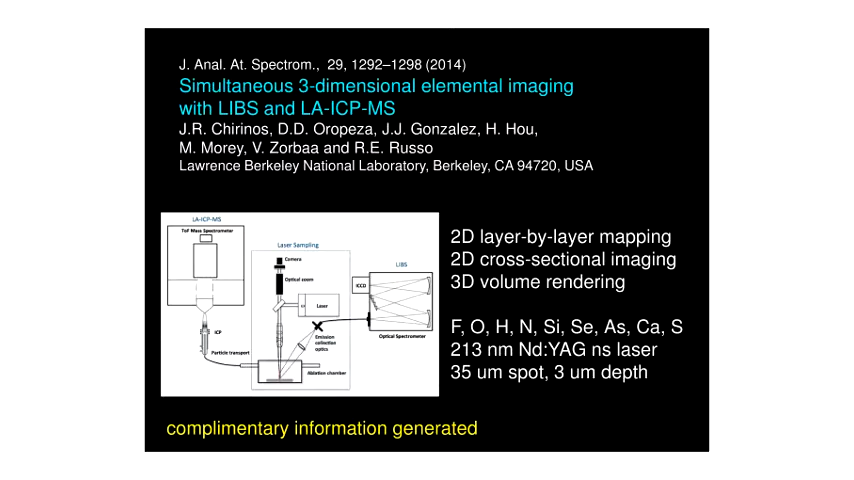 J. Anal. At. Spectrom.,  29, 1292–1298 (2014)
Simultaneous 3-dimensional elemental imaging
with LIBS and LA-ICP-MS
J.R. Chirinos, D.D. Oropeza, J.J. Gonzalez, H. Hou,
M. Morey, V. Zorbaa and R.E. Russo
Lawrence Berkeley National Laboratory, Berkeley, CA 94720, USA
LA-ICP-MS
ToF Mass Spectrometer
ICP
Particle transport
Laser Sampling
Camera
Optical zoom
Laser
Emission
collection
optics
Ablation chamber
LIBS
ICCD
Optical Spectrometer
2D layer-by-layer mapping
2D cross-sectional imaging
3D volume rendering
F, O, H, N, Si, Se, As, Ca, S
213 nm Nd:YAG ns laser
35 um spot, 3 um depth
complimentary information generated